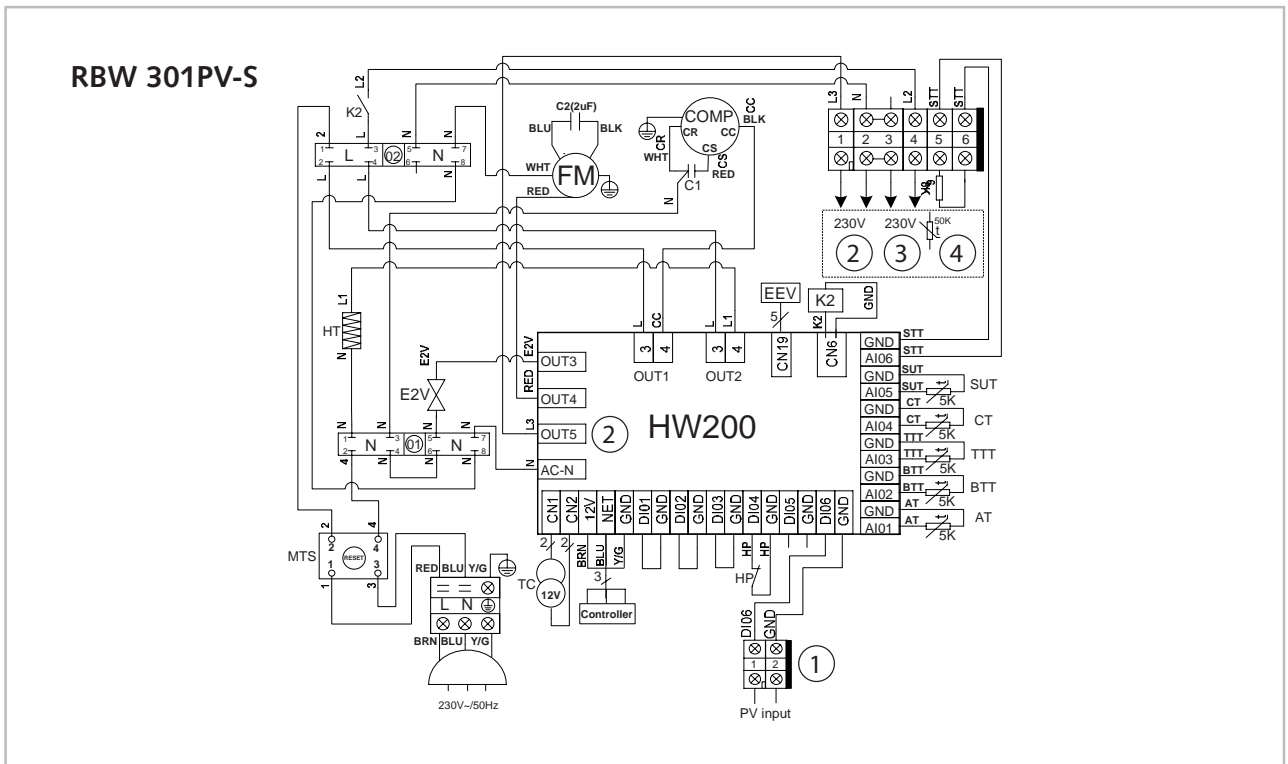 RBW 301PV-S
L2
K2
2 L N N
1 3 5 7
L 02 N
2 4 6 8
L L N
C2(2uF)
BLU BLK
WHT FM
RED
COMP
CR CC
CS
CC
BLK
CR
WHT
CS
RED
C1
N
L3 N L2 STT STT
1 2 3 4 5 6
230V 230V 50K
t
2 3 4
L1
HT
N
E2V
E2V
N N N N
1 3 5 7
N 01 N
2 4 6 8
4 N N N
L CC L L1
3 4 3 4
OUT1 OUT2
EEV
5
CN19
K2
K2
GND
CN6
E2V OUT3
RED OUT4
L3 OUT5
N AC-N
2 HW200
GND STT
AI06 STT
GND SUT
AI05 SUT t 5K SUT
GND CT
AI04 CT t 5K CT
GND TTT
AI03 TTT t 5K TTT
GND BTT
AI02 BTT t 5K BTT
GND AT
AI01 AT t 5K AT
CN1 CN2 12V NET GND DI01 GND DI02 GND DI03 GND DI04 GND DI05 GND DI06 GND
2 2 BRN BLU Y/G HP HP
3
TC
12V
Controller
HP
2 4
MTS 2 4
RESET
1 3
1 3
RED BLU Y/G
L N
BRN BLU Y/G
230V~/50Hz
DI06 GND
1 2
1
PV input